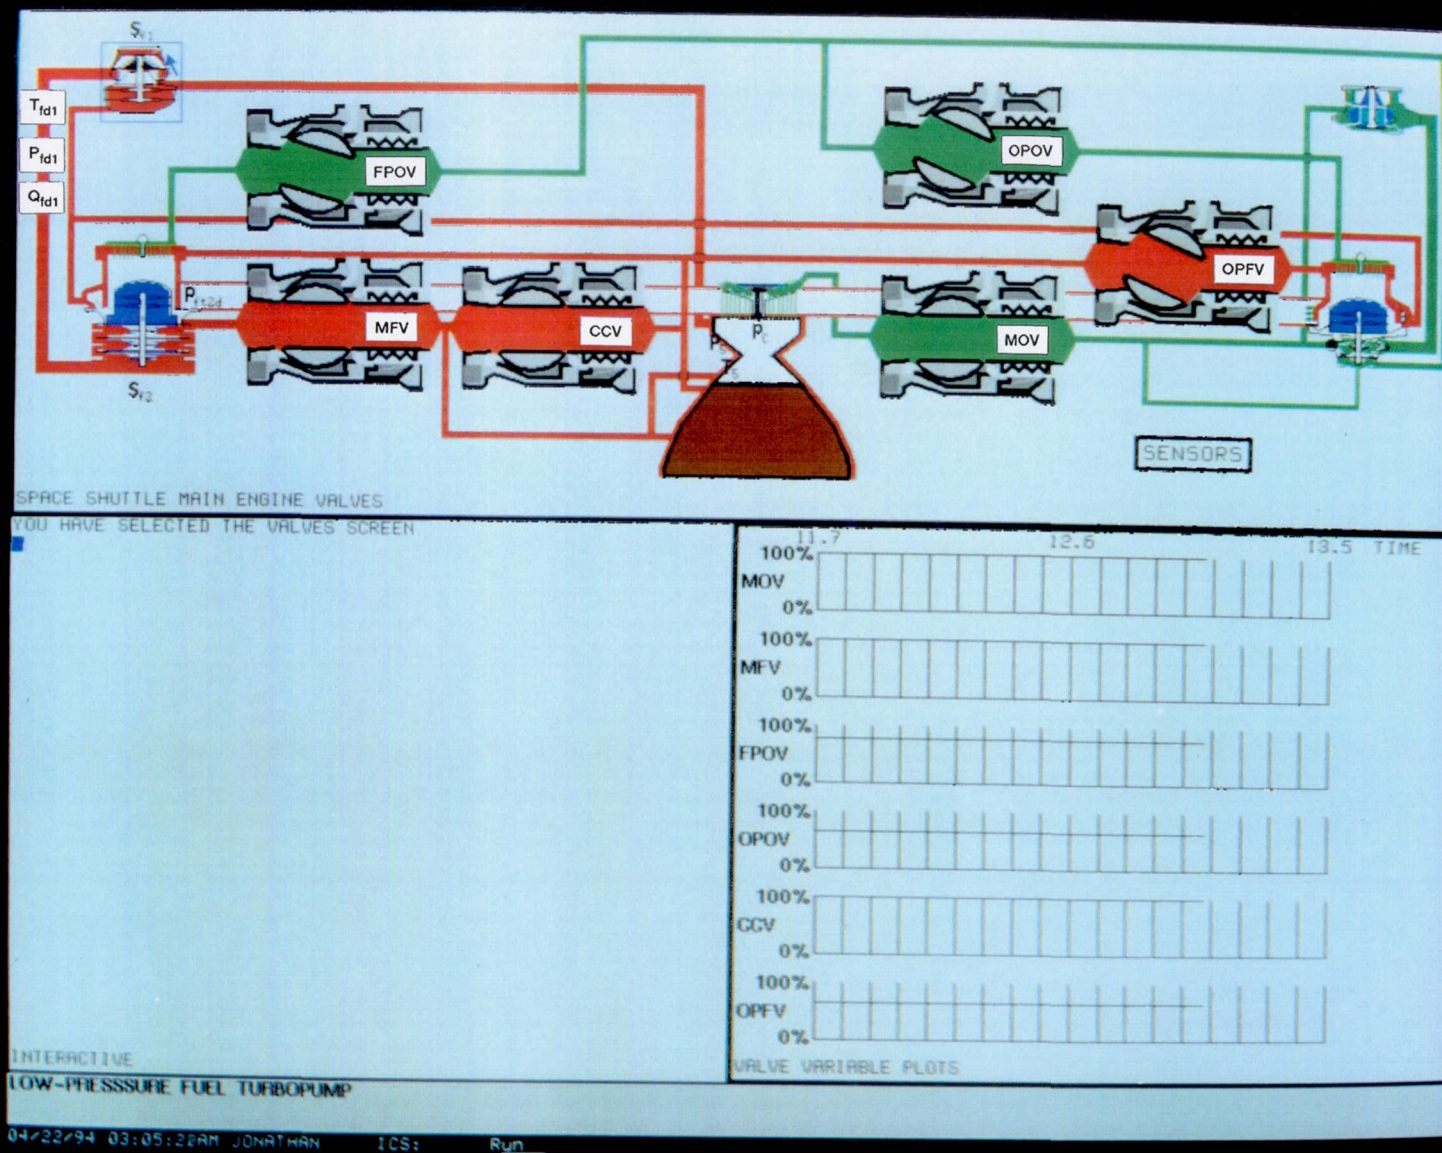 Sf1
Tfd1
Pfd1
Qfd1
FPOV
OPOV
OPFV
Pft2d
MFV
CCV
MOV
Pc
Sf2
SENSORS
SPACE SHUTTLE MAIN ENGINE VALVES
YOU HAVE SELECTED THE VALVES SCREEN
11.7 12.6 13.5 TIME
100%
MOV
0%
100%
MFV
0%
100%
FPOV
0%
100%
OPOV
0%
100%
CCV
0%
100%
OPFV
0%
INTERACTIVE
VALVE VARIABLE PLOTS
LOW-PRESSSURE FUEL TURBOPUMP
04/22/94 03:05:22AM JONATHAN ICS: Run